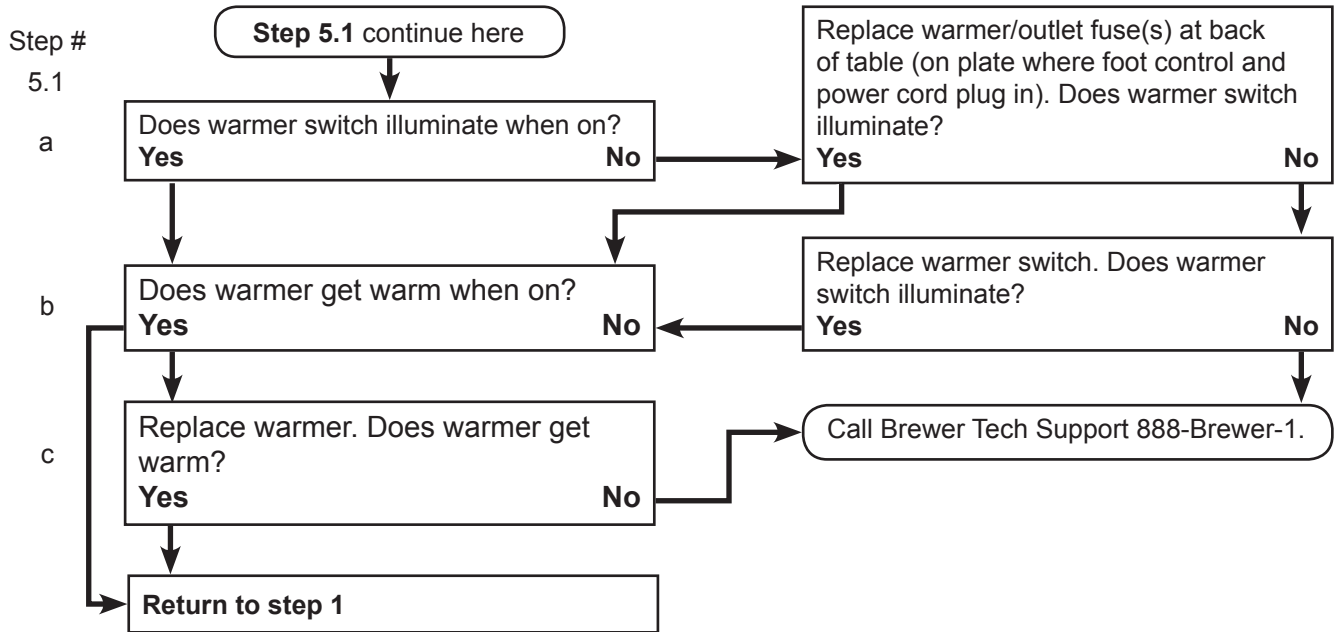 Step #
5.1
Step 5.1 continue here
a
Does warmer switch illuminate when on?
Yes No
Replace warmer/outlet fuse(s) at back
of table (on plate where foot control and
power cord plug in). Does warmer switch
illuminate?
Yes No
b
Does warmer get warm when on?
Yes No
Replace warmer switch. Does warmer
switch illuminate?
Yes No
c
Replace warmer. Does warmer get
warm?
Yes No
Call Brewer Tech Support 888-Brewer-1.
Return to step 1